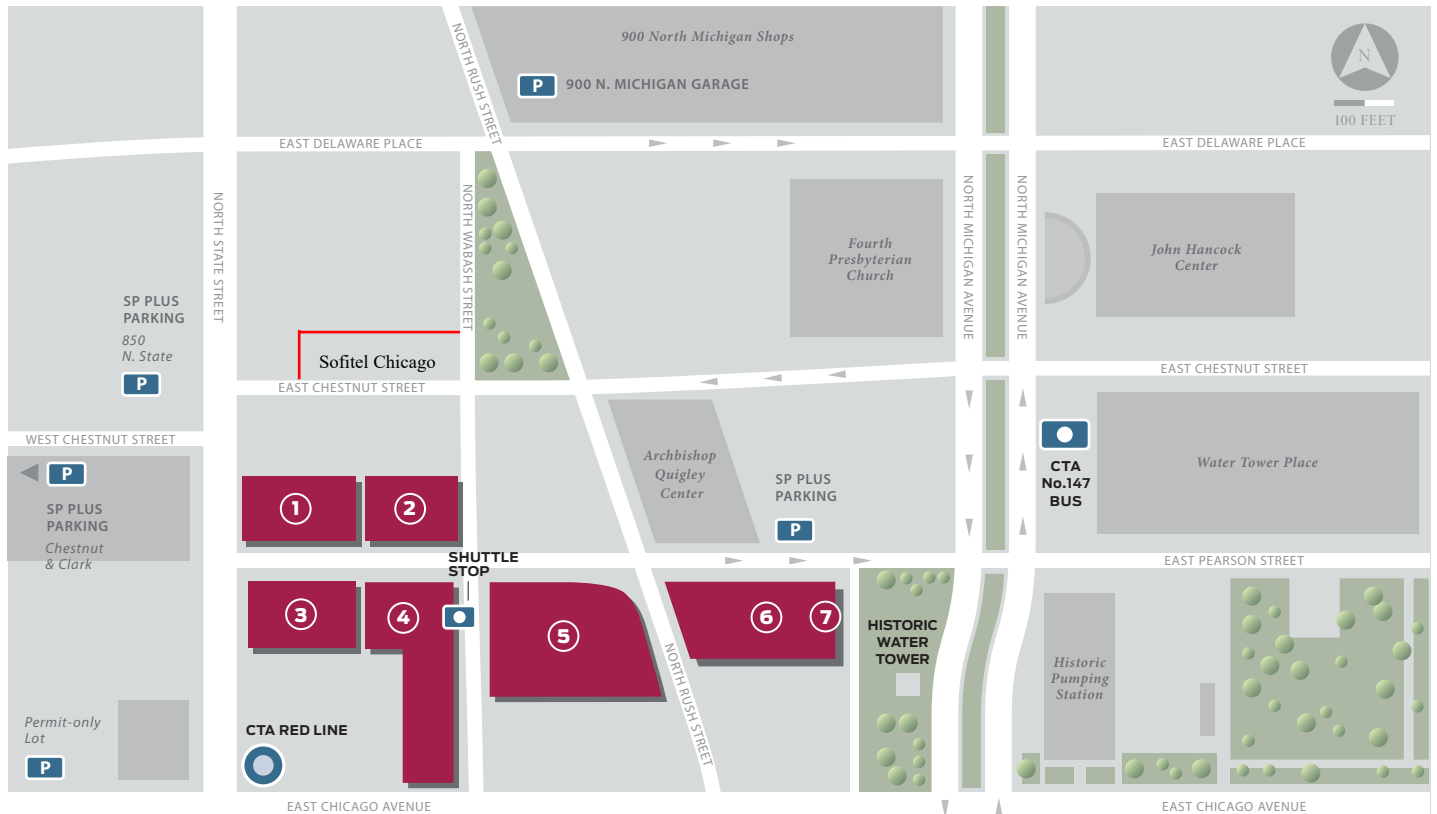 900 North Michigan Shops
P
900 N. MICHIGAN GARAGE
N
100 FEET
NORTH RUSH STREET
EAST DELAWARE PLACE
EAST DELAWARE PLACE
NORTH STATE STREET
NORTH WABASH STREET
NORTH MICHIGAN AVENUE
NORTH MICHIGAN AVENUE
Fourth
Presbyterian
Church
John Hancock
Center
SP PLUS
PARKING
850
N. State
P
Sofitel Chicago
EAST CHESTNUT STREET
EAST CHESTNUT STREET
WEST CHESTNUT STREET
P
SP PLUS
PARKING
Chestnut
& Clark
1
2
Archbishop
Quigley
Center
SP PLUS
PARKING
P
CTA
No.147
BUS
Water Tower Place
SHUTTLE
STOP
EAST PEARSON STREET
3
4
5
6
7
HISTORIC
WATER
TOWER
NORTH RUSH STREET
Historic
Pumping
Station
Permit-only
Lot
P
CTA RED LINE
EAST CHICAGO AVENUE
EAST CHICAGO AVENUE